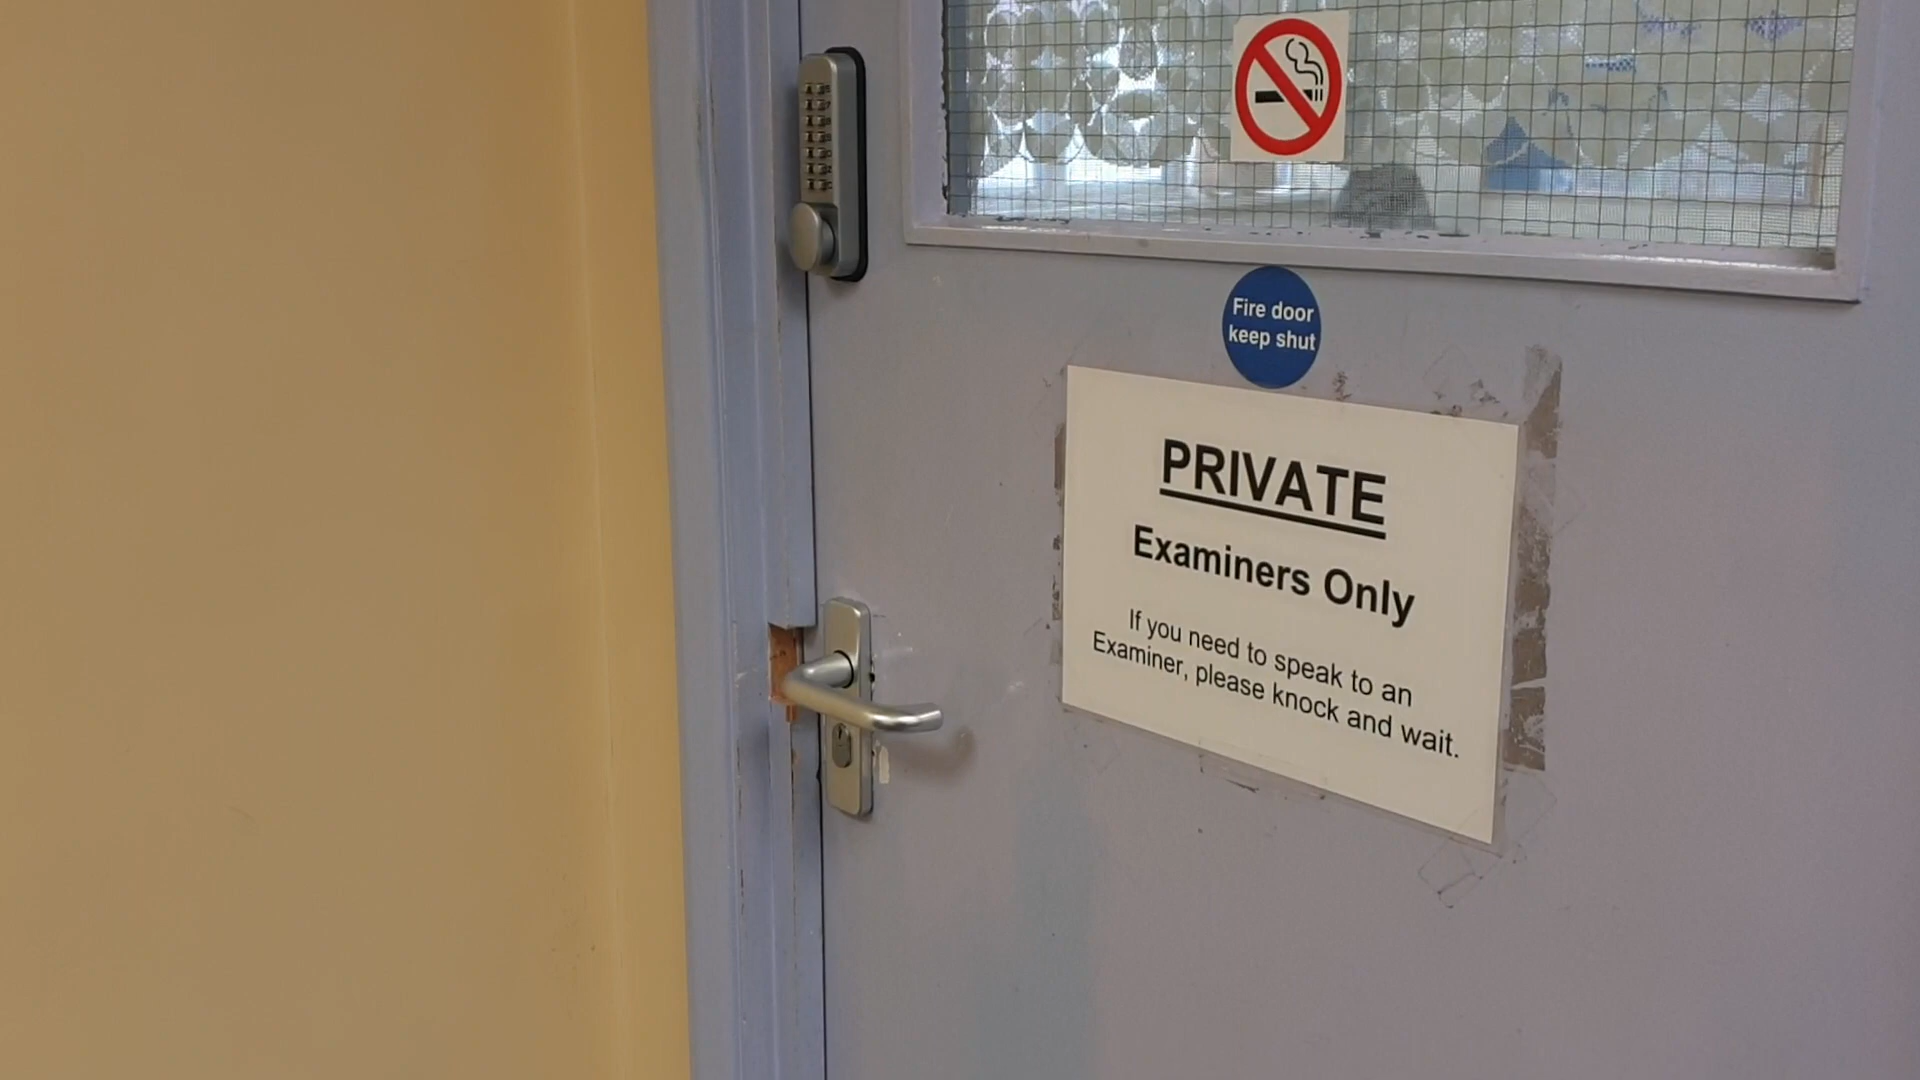 Fire door
keep shut
PRIVATE
Examiners Only
If you need to speak to an
Examiner, please knock and wait.